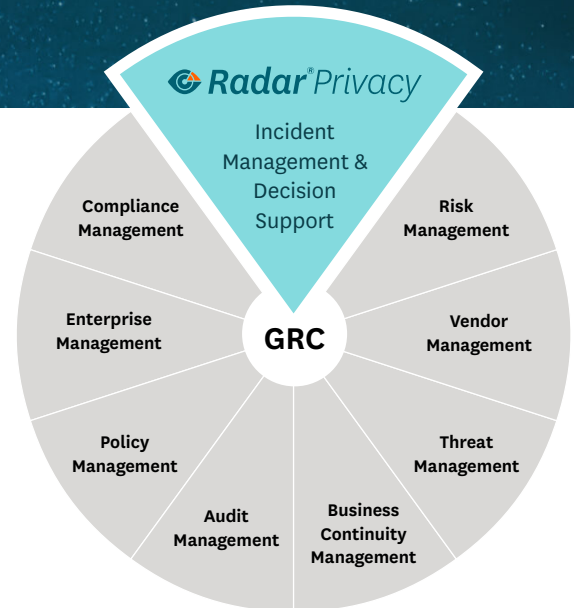 Radar® Privacy
Incident
Management &
Decision
Support
Compliance
Management
Risk
Management
Enterprise
Management
GRC
Vendor
Management
Policy
Management
Threat
Management
Audit
Management
Business
Continuity
Management